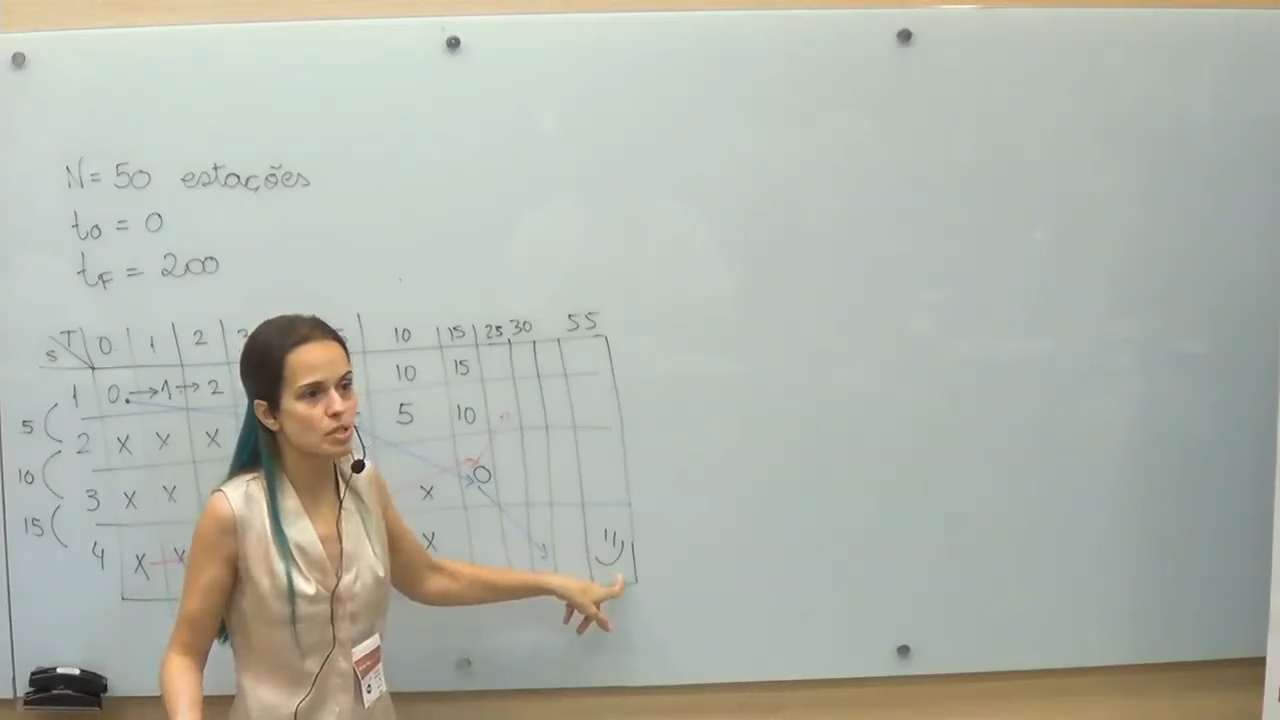 N = 50 estações
t0 = 0
tF = 200
T 0 1 2 10 15 25 30 55
S
1 0 → 1 → 2 10 15
5 2 X X X 5 10
10 3 X X X 0
15 4 X X X